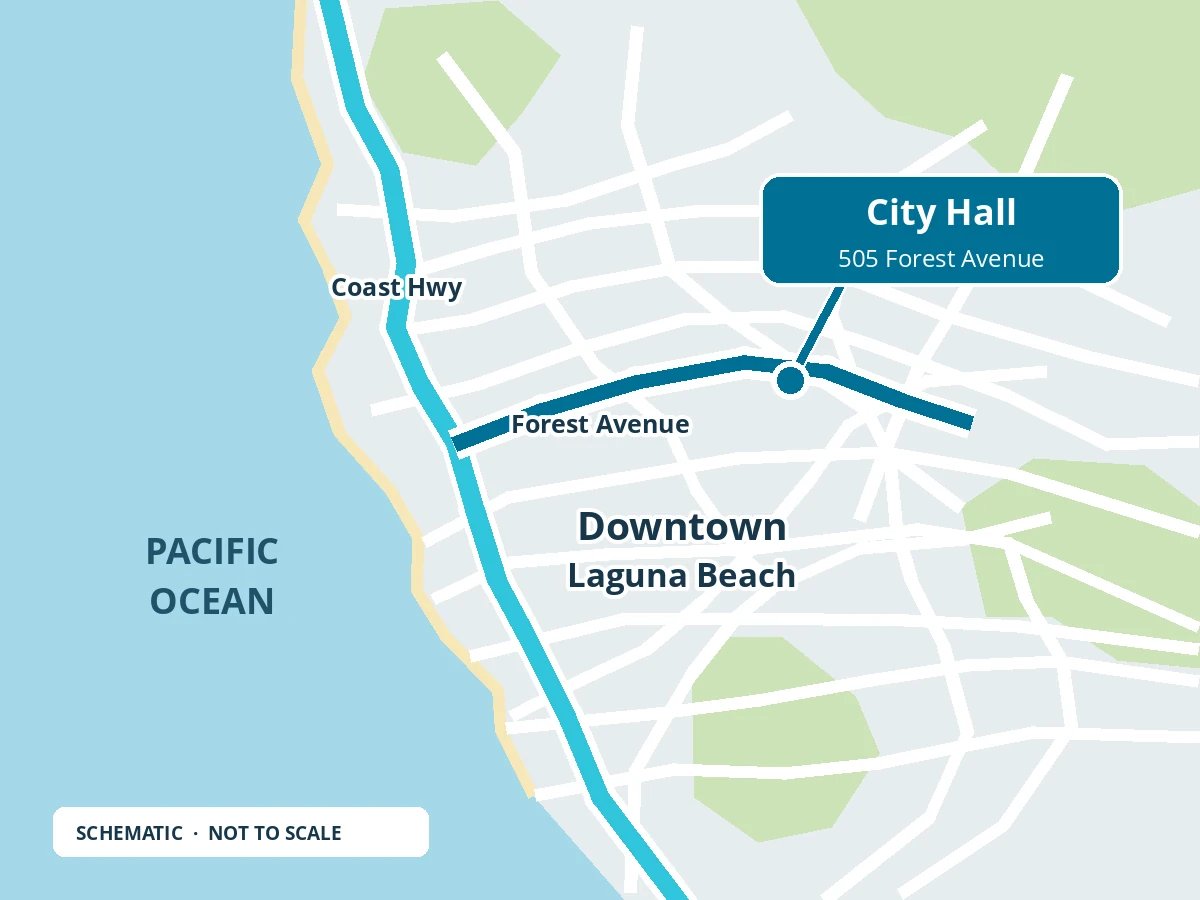 City Hall
505 Forest Avenue
Coast Hwy
Forest Avenue
Downtown
Laguna Beach
PACIFIC
OCEAN
SCHEMATIC · NOT TO SCALE